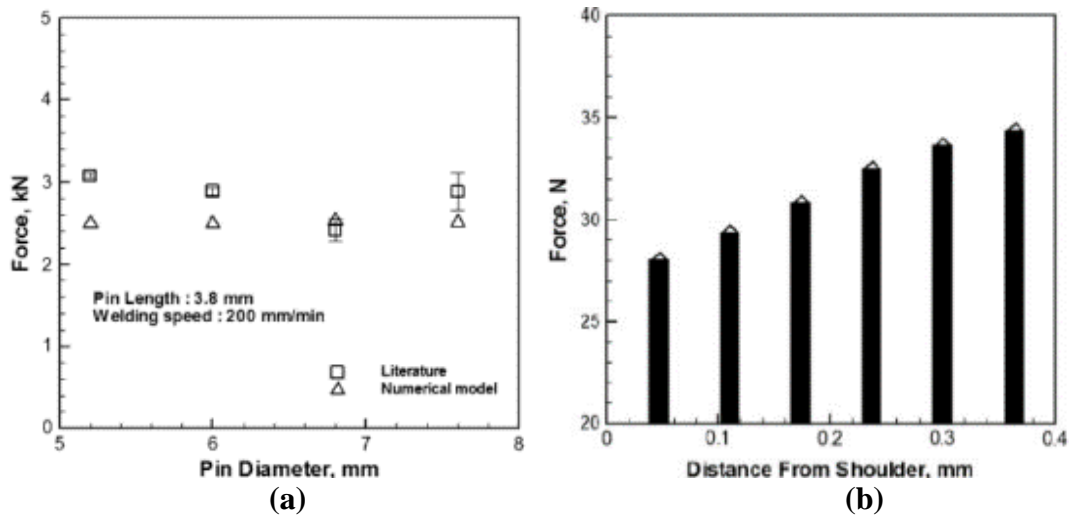 5
4
3
2
1
0
Force, kN
Pin Length : 3.8 mm
Welding speed : 200 mm/min
Literature
Numerical model
5 6 7 8
Pin Diameter, mm
(a)
40
35
30
25
20
Force, N
0 0.1 0.2 0.3 0.4
Distance From Shoulder, mm
(b)